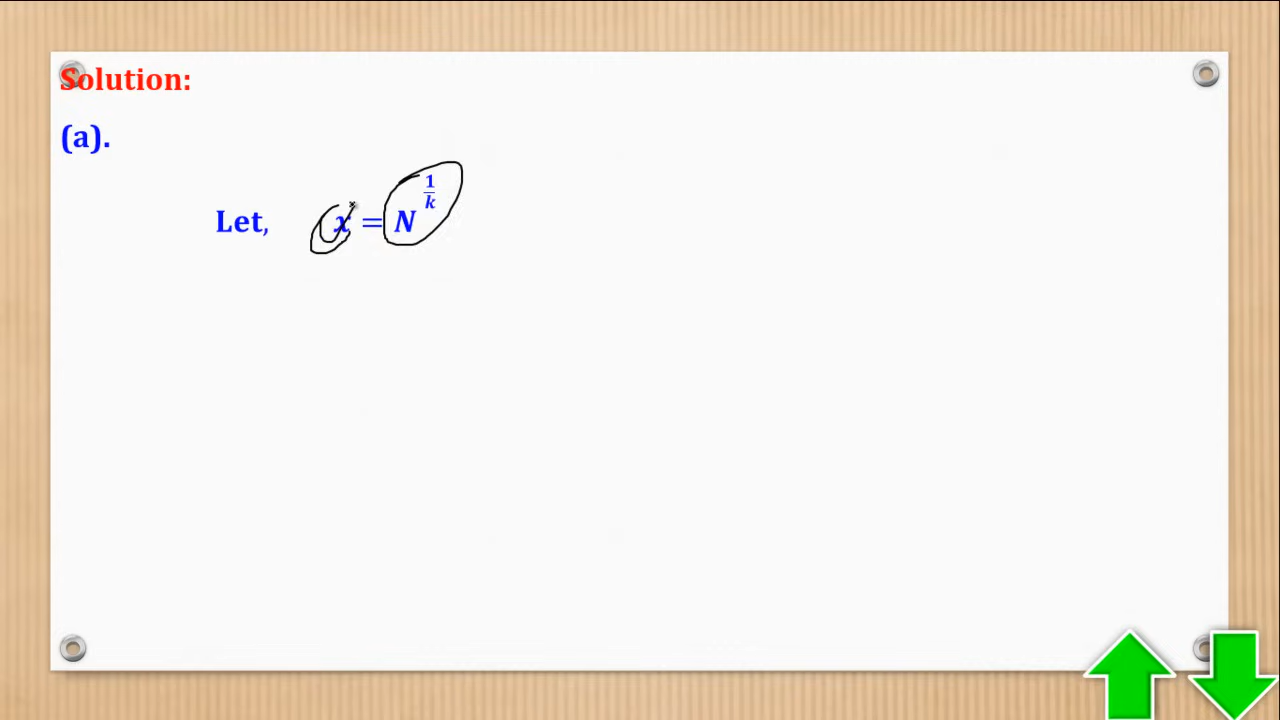 Solution:
(a).
Let, x = N^{1/k}